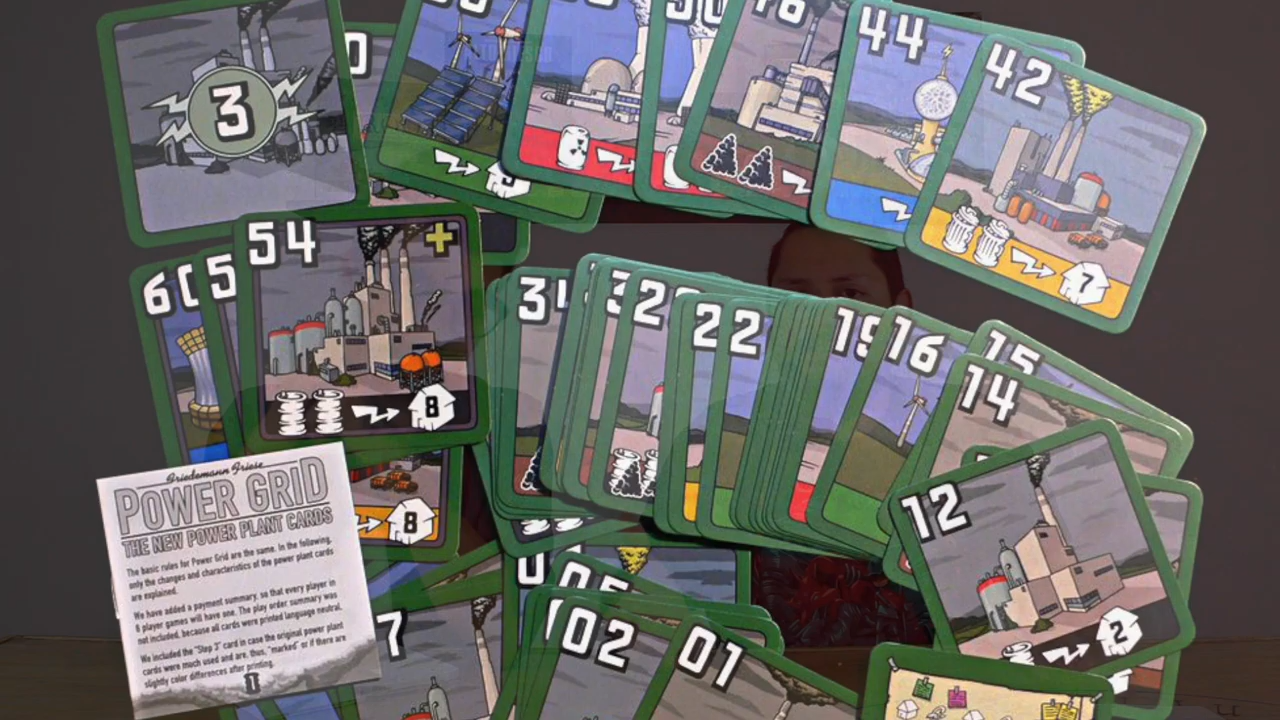 44
42
3
7
54
+
60
5
8
22
19
16
15
14
12
2
8
Friedemann Friese
POWER GRID
THE NEW POWER PLANT CARDS
The basic rules for Power Grid are the same. In the following,
only the changes and characteristics of the power plant cards
are explained.
We have added a payment summary, so that every player in
6 player games will have one. The play order summary was
not included, because all cards were printed language neutral.
We included the "Step 3" card in case the original power plant
cards were much used and are, thus, "marked" or if there are
slightly color differences after printing.
1
7
05
02
01